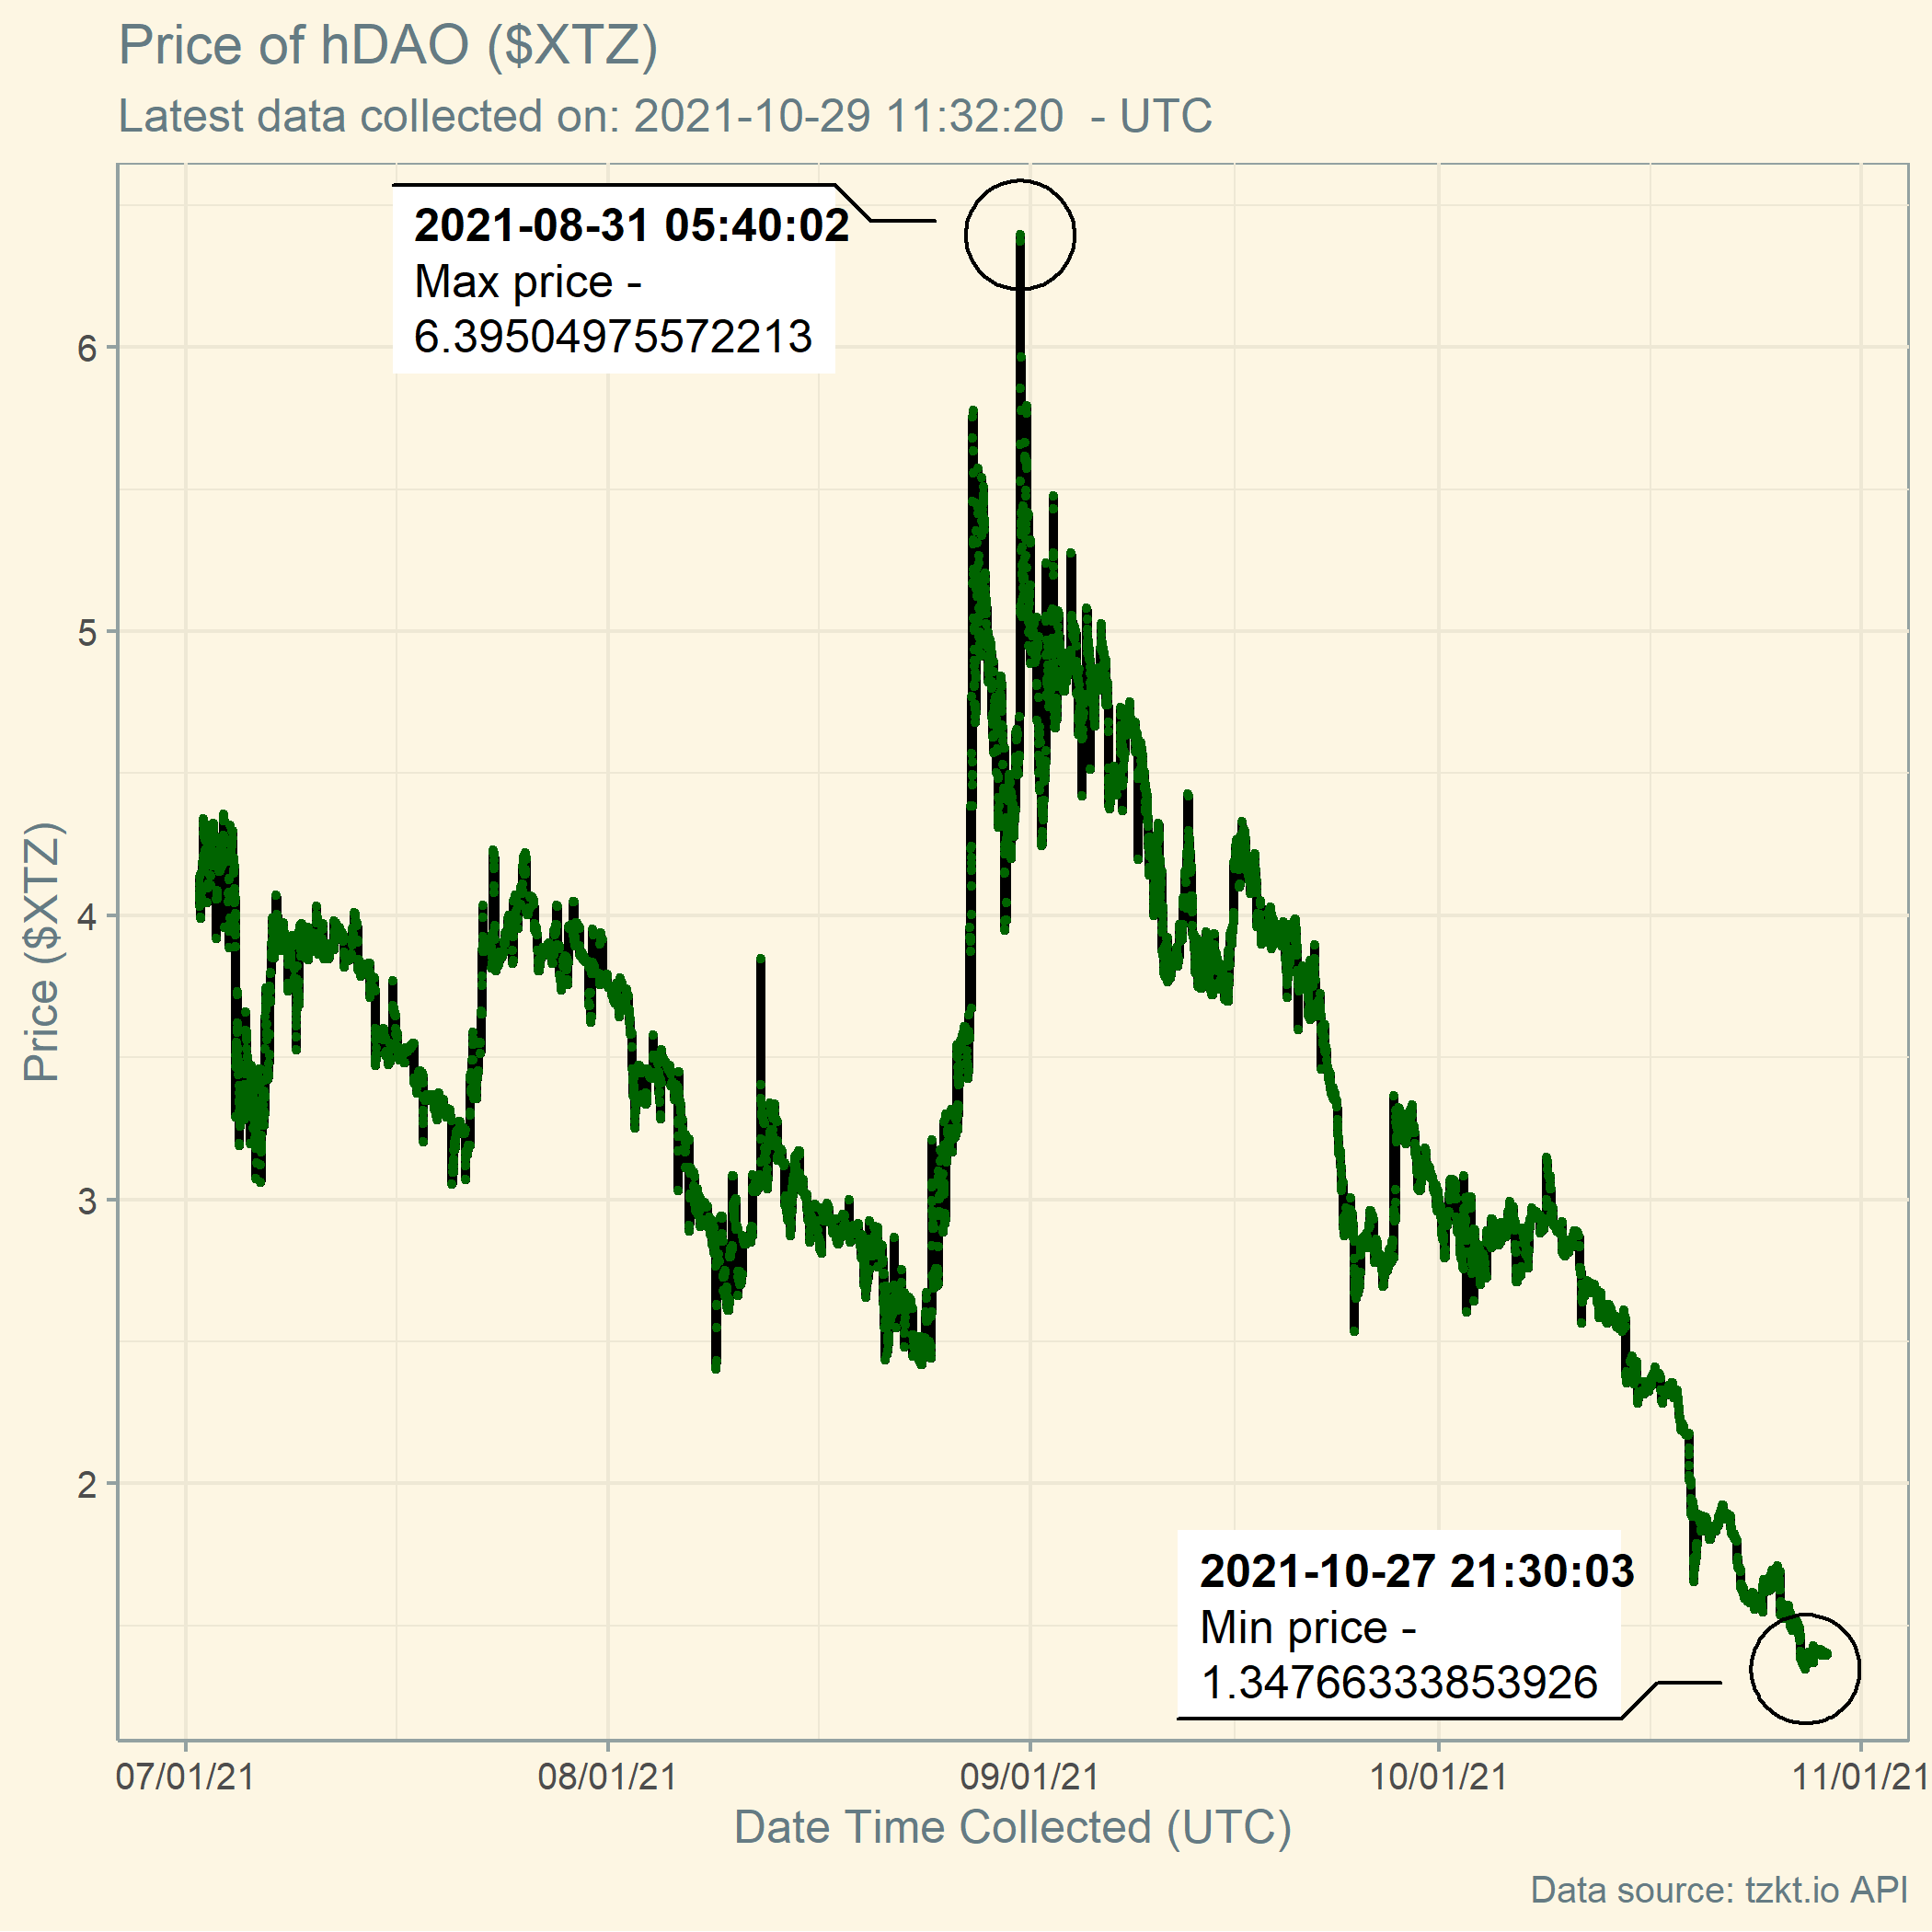 Price of hDAO ($XTZ)
Latest data collected on: 2021-10-29 11:32:20  - UTC
2021-08-31 05:40:02
Max price -
6.39504975572213
6
5
4
3
2
Price ($XTZ)
2021-10-27 21:30:03
Min price -
1.34766333853926
07/01/21
08/01/21
09/01/21
10/01/21
11/01/21
Date Time Collected (UTC)
Data source: tzkt.io API